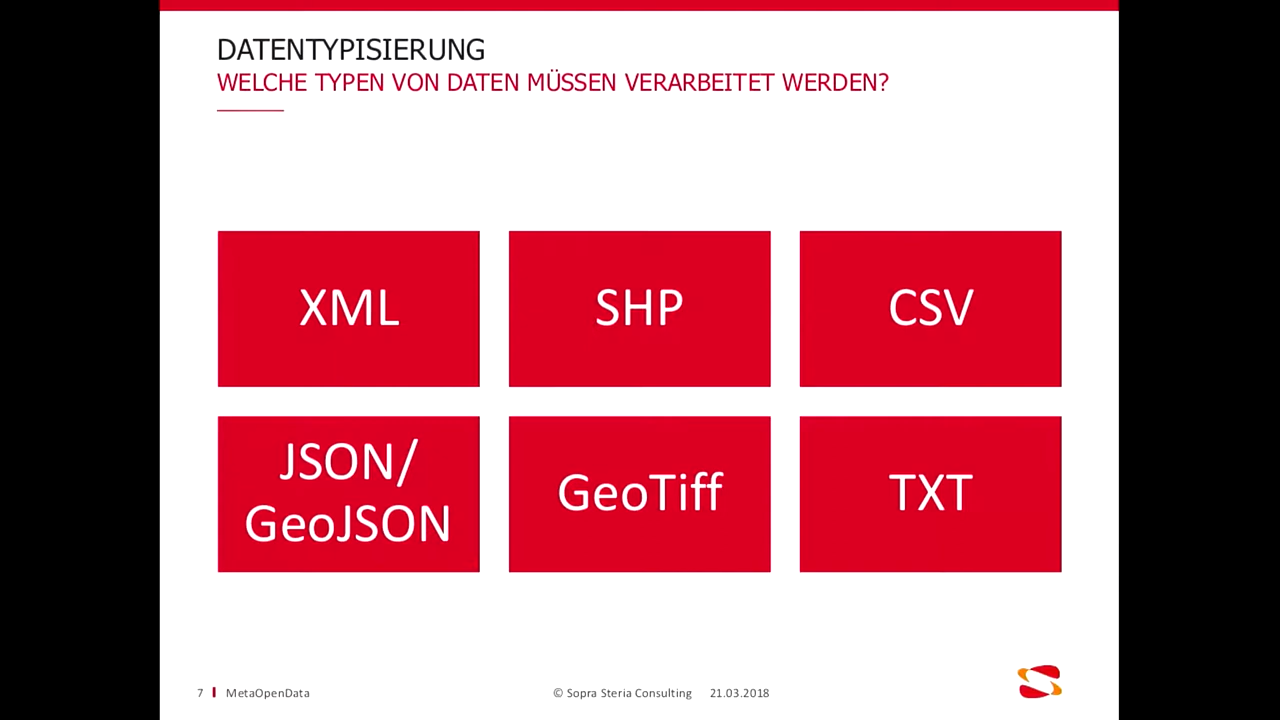 DATENTYPISIERUNG
WELCHE TYPEN VON DATEN MÜSSEN VERARBEITET WERDEN?
XML
SHP
CSV
JSON/
GeoJSON
GeoTiff
TXT
7 MetaOpenData © Sopra Steria Consulting 21.03.2018